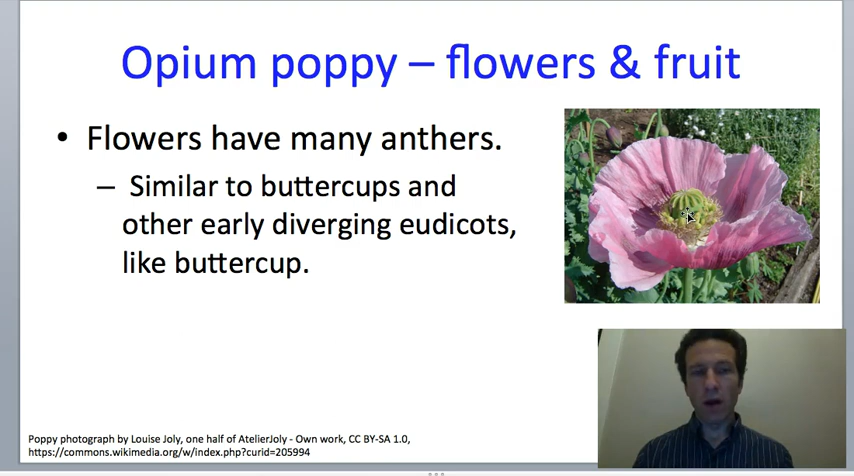 Opium poppy – flowers & fruit
• Flowers have many anthers.
– Similar to buttercups and
other early diverging eudicots,
like buttercup.
Poppy photograph by Louise Joly, one half of AtelierJoly - Own work, CC BY-SA 1.0,
https://commons.wikimedia.org/w/index.php?curid=205994